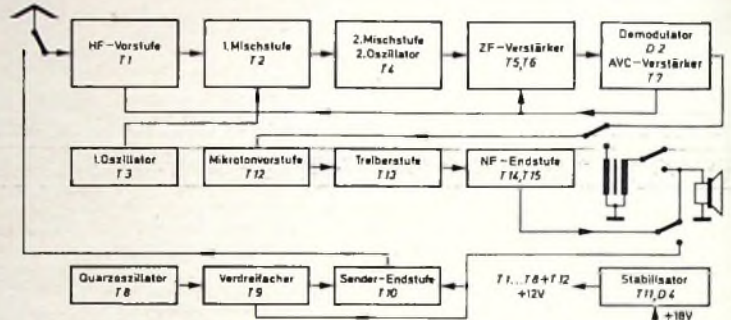 HF-Vorstufe
T1
1. Mischstufe
T2
2. Mischstufe
2. Oszillator
T4
ZF-Verstärker
T5, T6
Demodulator
D2
AVC-Verstärker
T7
1. Oszillator
T3
Mikrofonvorstufe
T12
Treiberstufe
T13
NF-Endstufe
T14, T15
Quarzoszillator
T8
Verdreifacher
T9
Sender-Endstufe
T10
T1...T8+T12
+12V
Stabilisator
T11, D4
+18V